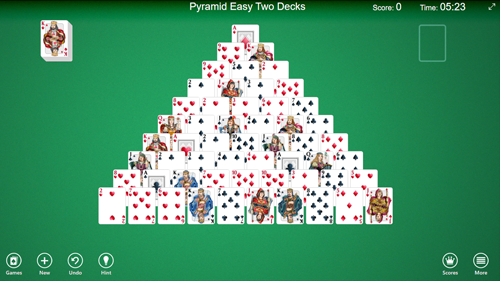 Pyramid Easy Two Decks
Score: 0
Time: 05:23
Games
New
Undo
Hint
Scores
More